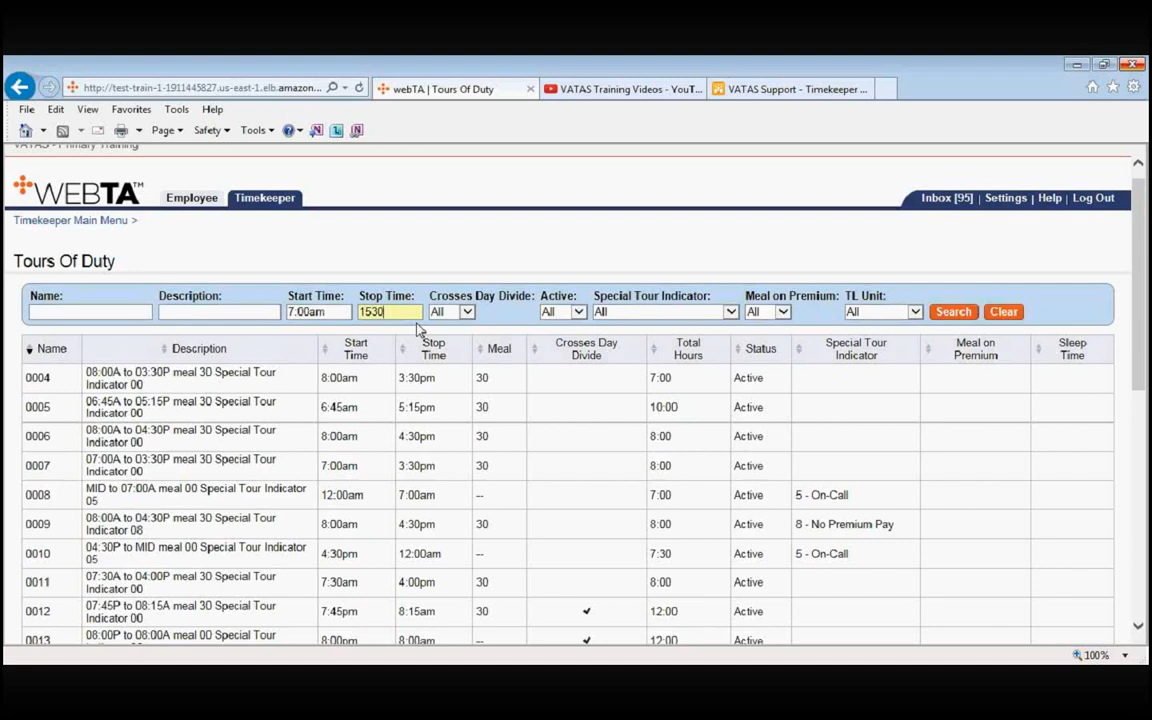 http://test-train-1-1911445827.us-east-1.elb.amazon...
webTA | Tours Of Duty
VATAS Training Videos - YouT...
VATAS Support - Timekeeper ...
File Edit View Favorites Tools Help
Page Safety Tools
VATAS - Primary Training
WEBTA™ Employee Timekeeper Inbox [95] | Settings | Help | Log Out
Timekeeper Main Menu >
Tours Of Duty
Name: Description: Start Time: Stop Time: Crosses Day Divide: Active: Special Tour Indicator: Meal on Premium: TL Unit:
7:00am 1530 All All All All All Search Clear
Name Description Start Time Stop Time Meal Crosses Day Divide Total Hours Status Special Tour Indicator Meal on Premium Sleep Time
0004 08:00A to 03:30P meal 30 Special Tour Indicator 00 8:00am 3:30pm 30 7:00 Active
0005 06:45A to 05:15P meal 30 Special Tour Indicator 00 6:45am 5:15pm 30 10:00 Active
0006 08:00A to 04:30P meal 30 Special Tour Indicator 00 8:00am 4:30pm 30 8:00 Active
0007 07:00A to 03:30P meal 30 Special Tour Indicator 00 7:00am 3:30pm 30 8:00 Active
0008 MID to 07:00A meal 00 Special Tour Indicator 05 12:00am 7:00am -- 7:00 Active 5 - On-Call
0009 08:00A to 04:30P meal 30 Special Tour Indicator 08 8:00am 4:30pm 30 8:00 Active 8 - No Premium Pay
0010 04:30P to MID meal 00 Special Tour Indicator 05 4:30pm 12:00am -- 7:30 Active 5 - On-Call
0011 07:30A to 04:00P meal 30 Special Tour Indicator 00 7:30am 4:00pm 30 8:00 Active
0012 07:45P to 08:15A meal 30 Special Tour Indicator 00 7:45pm 8:15am 30 ✔ 12:00 Active
0013 08:00P to 08:00A meal 00 Special Tour 8:00pm 8:00am -- ✔ 12:00 Active
100%